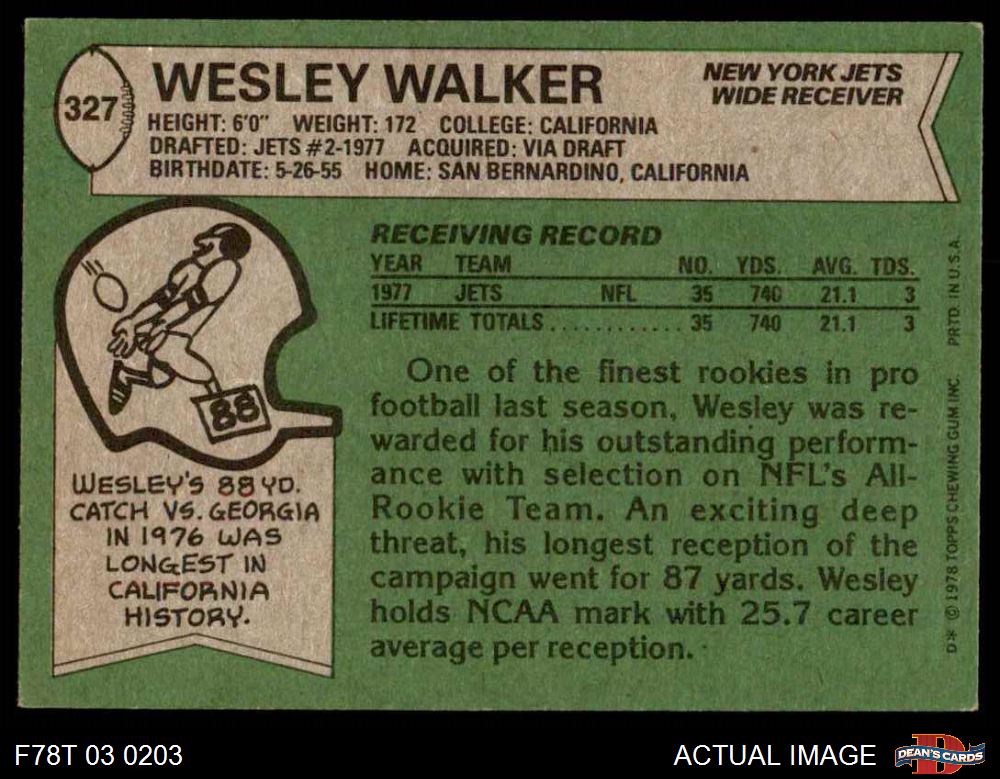 327
WESLEY WALKER
NEW YORK JETS
WIDE RECEIVER
HEIGHT: 6'0" WEIGHT: 172 COLLEGE: CALIFORNIA
DRAFTED: JETS #2-1977 ACQUIRED: VIA DRAFT
BIRTHDATE: 5-26-55 HOME: SAN BERNARDINO, CALIFORNIA
88
WESLEY'S 88 YD.
CATCH VS. GEORGIA
IN 1976 WAS
LONGEST IN
CALIFORNIA
HISTORY.
RECEIVING RECORD
YEAR TEAM NO. YDS. AVG. TDS.
1977 JETS NFL 35 740 21.1 3
LIFETIME TOTALS............ 35 740 21.1 3
One of the finest rookies in pro
football last season, Wesley was re-
warded for his outstanding perform-
ance with selection on NFL's All-
Rookie Team. An exciting deep
threat, his longest reception of the
campaign went for 87 yards. Wesley
holds NCAA mark with 25.7 career
average per reception.
D* © 1978 TOPPS CHEWING GUM INC. PRTD. IN U.S.A.
F78T 03 0203
ACTUAL IMAGE
D
DEAN'S CARDS